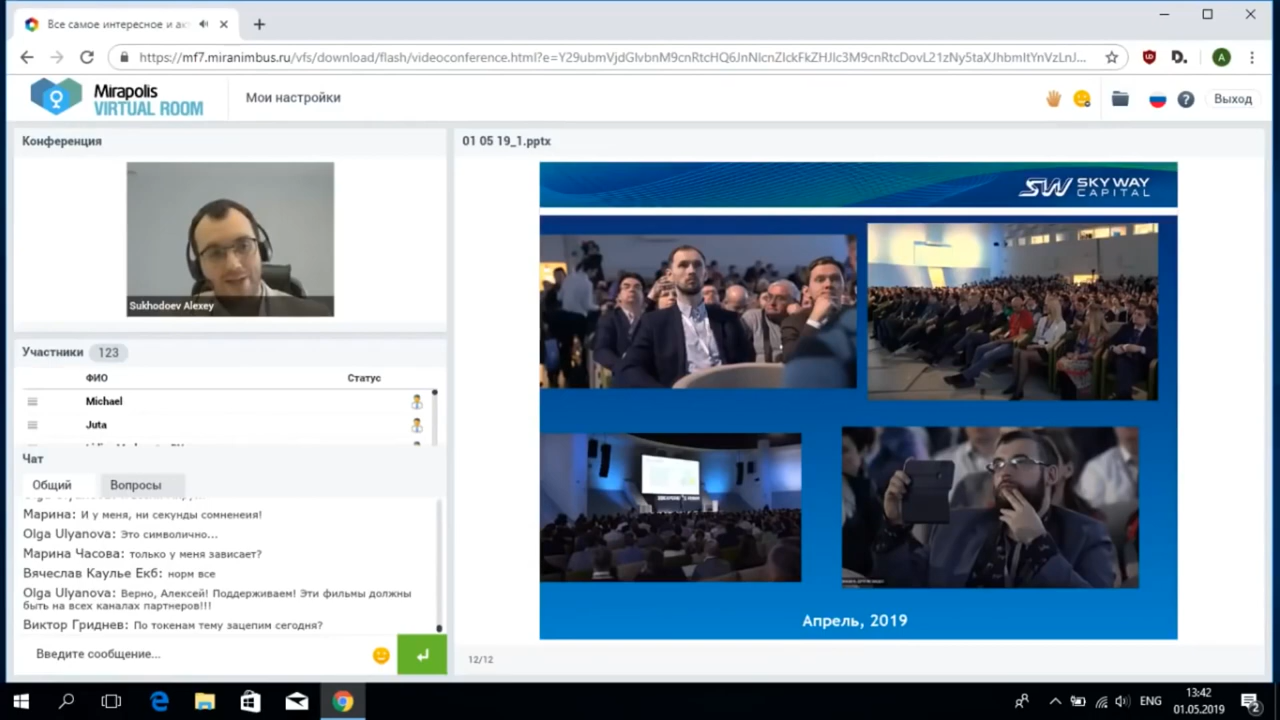 Все самое интересное и ак
https://mf7.miranimbus.ru/vfs/download/flash/videoconference.html?e=Y29ubmVjdGlvbnM9cnRtcHQ6JnNlcnZlckFkZHJlc3M9cnRtcDovL21zNy5taXJhbmltYnVzLnJ...
A
Mirapolis
VIRTUAL ROOM
Мои настройки
Выход
Конференция
01 05 19_1.pptx
SW SKY WAY
CAPITAL
Sukhodoev Alexey
Участники 123
ФИО Статус
Michael
Juta
Чат
Общий Вопросы
Марина: И у меня, ни секунды сомненеия!
Olga Ulyanova: Это символично...
Марина Часова: только у меня зависает?
Вячеслав Каулье Екб: норм все
Olga Ulyanova: Верно, Алексей! Поддерживаем! Эти фильмы должны
быть на всех каналах партнеров!!!
Виктор Гриднев: По токенам тему зацепим сегодня?
Введите сообщение...
Апрель, 2019
12/12
ENG
13:42
01.05.2019
2